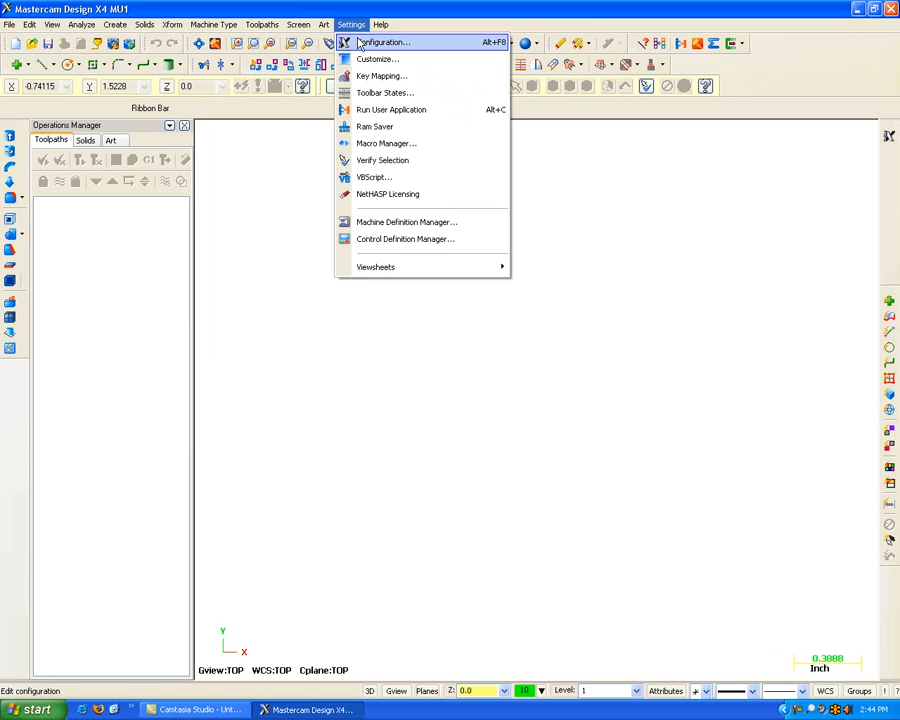 Mastercam Design X4 MU1
File Edit View Analyze Create Solids Xform Machine Type Toolpaths Screen Art Settings Help
Configuration... Alt+F8
Customize...
Key Mapping...
Toolbar States...
Run User Application Alt+C
Ram Saver
Macro Manager...
Verify Selection
VBScript...
NetHASP Licensing
Machine Definition Manager...
Control Definition Manager...
Viewsheets
X -0.74115 Y 1.5228 Z 0.0
Ribbon Bar
Operations Manager
Toolpaths Solids Art
G1
Y
X
Gview:TOP WCS:TOP Cplane:TOP
0.3888
Inch
Edit configuration 3D Gview Planes Z: 0.0 10 Level: 1 Attributes WCS Groups ?
start Camtasia Studio - Unt... Mastercam Design X4... 2:44 PM